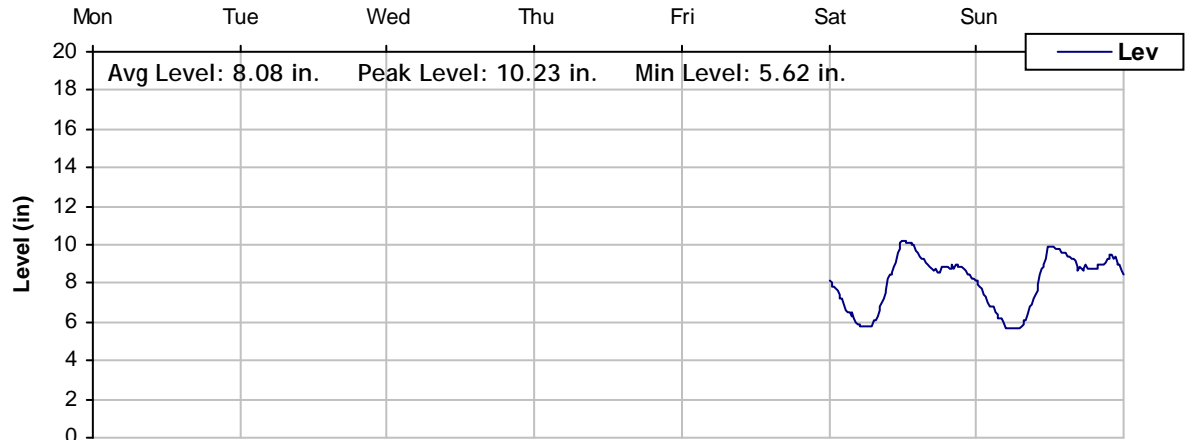 Mon Tue Wed Thu Fri Sat Sun
Lev
Avg Level: 8.08 in. Peak Level: 10.23 in. Min Level: 5.62 in.
20
18
16
14
12
10
8
6
4
2
0
Level (in)